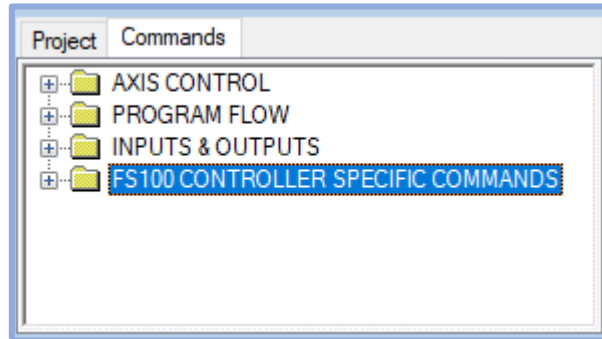 Project Commands
AXIS CONTROL
PROGRAM FLOW
INPUTS & OUTPUTS
FS100 CONTROLLER SPECIFIC COMMANDS